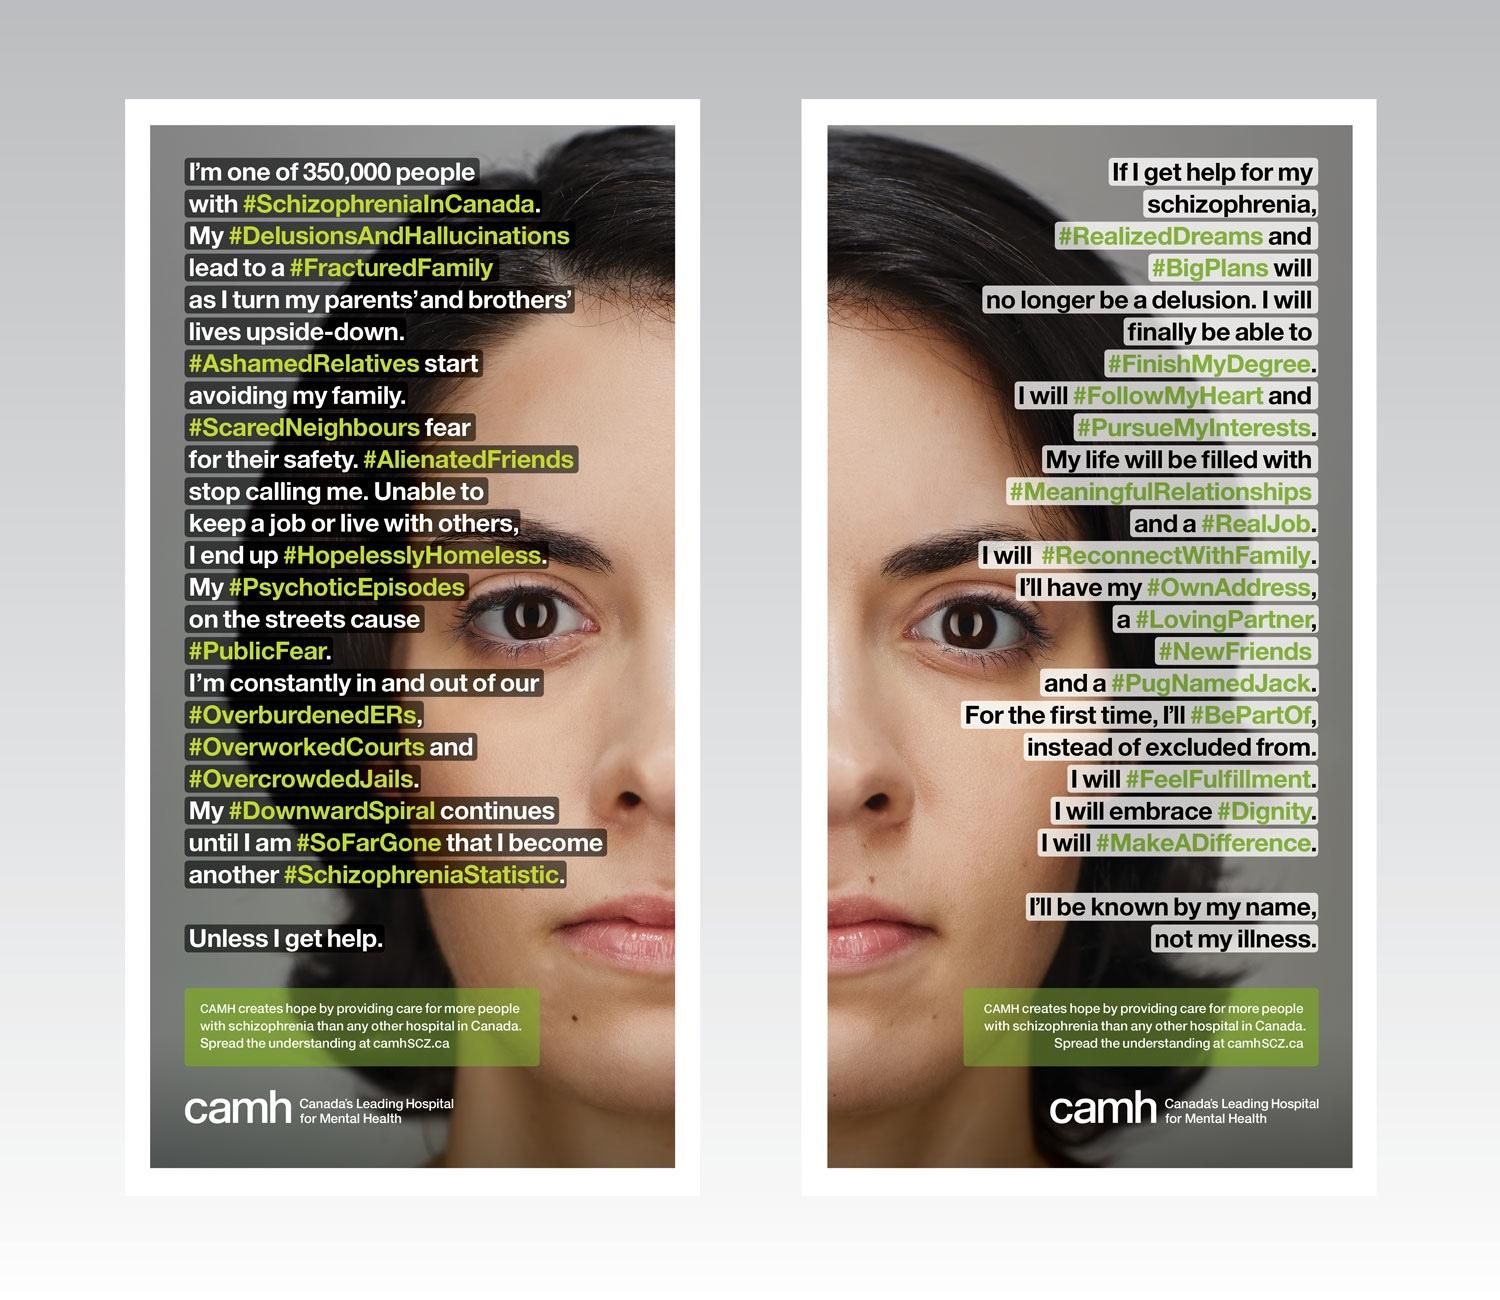 I'm one of 350,000 people
with #SchizophreniaInCanada.
My #DelusionsAndHallucinations
lead to a #FracturedFamily
as I turn my parents' and brothers'
lives upside-down.
#AshamedRelatives start
avoiding my family.
#ScaredNeighbours fear
for their safety. #AlienatedFriends
stop calling me. Unable to
keep a job or live with others,
I end up #HopelesslyHomeless.
My #PsychoticEpisodes
on the streets cause
#PublicFear.
I'm constantly in and out of our
#OverburdenedERs,
#OverworkedCourts and
#OvercrowdedJails.
My #DownwardSpiral continues
until I am #SoFarGone that I become
another #SchizophreniaStatistic.
Unless I get help.
CAMH creates hope by providing care for more people
with schizophrenia than any other hospital in Canada.
Spread the understanding at camhSCZ.ca
camh
Canada's Leading Hospital
for Mental Health
If I get help for my
schizophrenia,
#RealizedDreams and
#BigPlans will
no longer be a delusion. I will
finally be able to
#FinishMyDegree.
I will #FollowMyHeart and
#PursueMyInterests.
My life will be filled with
#MeaningfulRelationships
and a #RealJob.
I will #ReconnectWithFamily.
I'll have my #OwnAddress,
a #LovingPartner,
#NewFriends
and a #PugNamedJack.
For the first time, I'll #BePartOf,
instead of excluded from.
I will #FeelFulfillment.
I will embrace #Dignity.
I will #MakeADifference.
I'll be known by my name,
not my illness.
CAMH creates hope by providing care for more people
with schizophrenia than any other hospital in Canada.
Spread the understanding at camhSCZ.ca
camh
Canada's Leading Hospital
for Mental Health